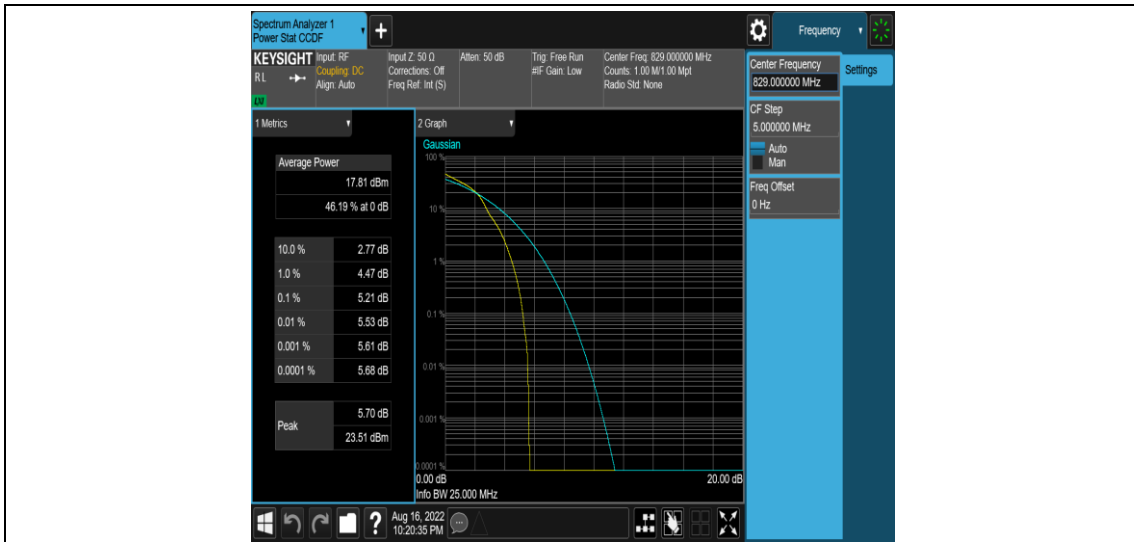 Spectrum Analyzer 1
Power Stat CCDF
+
Frequency
KEYSIGHT
RL
Input: RF
Coupling: DC
Align: Auto
Input Z: 50 Ω
Corrections: Off
Freq Ref: Int (S)
Atten: 50 dB
Trig: Free Run
#IF Gain: Low
Center Freq: 829.000000 MHz
Counts: 1.00 M/1.00 Mpt
Radio Std: None
Center Frequency
829.000000 MHz
Settings
CF Step
5.000000 MHz
Auto
Man
Freq Offset
0 Hz
1 Metrics
Average Power
17.81 dBm
46.19 % at 0 dB
10.0 % 2.77 dB
1.0 % 4.47 dB
0.1 % 5.21 dB
0.01 % 5.53 dB
0.001 % 5.61 dB
0.0001 % 5.68 dB
Peak
5.70 dB
23.51 dBm
2 Graph
Gaussian
100 %
10 %
1 %
0.1 %
0.01 %
0.001 %
0.0001 %
0.00 dB
20.00 dB
Info BW 25.000 MHz
?
Aug 16, 2022
10:20:35 PM